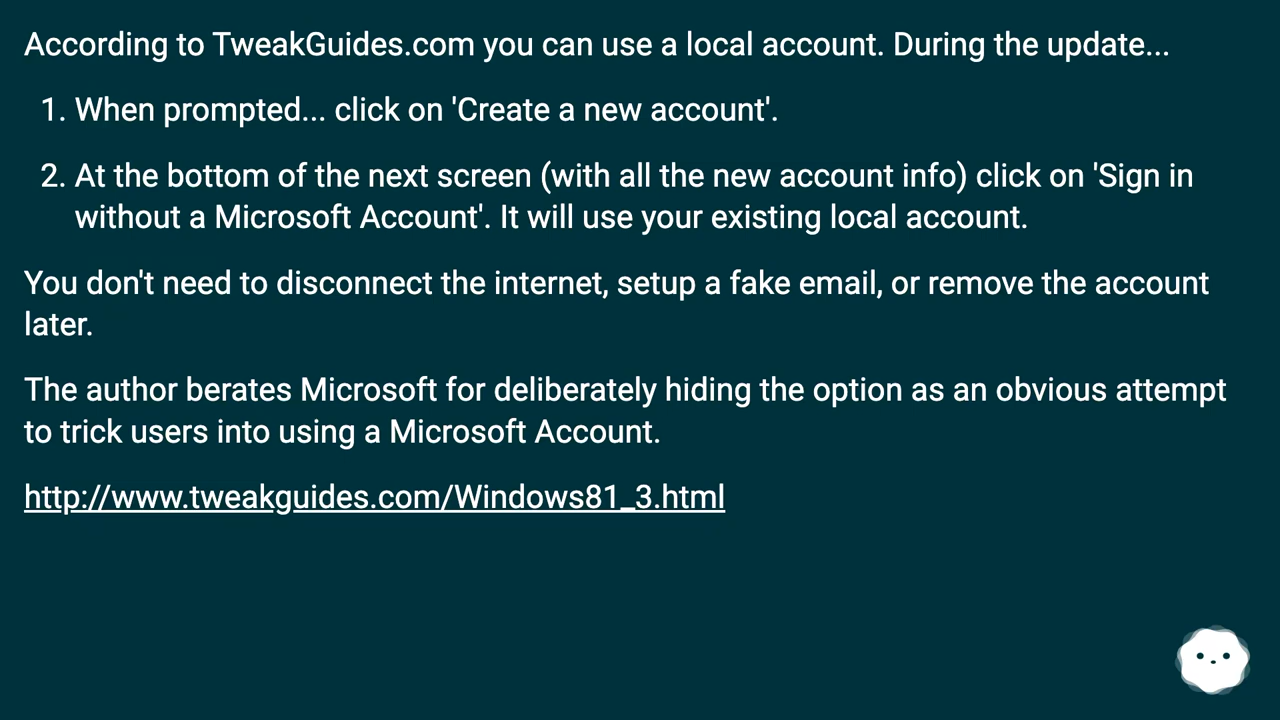 According to TweakGuides.com you can use a local account. During the update...
1. When prompted... click on 'Create a new account'.
2. At the bottom of the next screen (with all the new account info) click on 'Sign in
without a Microsoft Account'. It will use your existing local account.
You don't need to disconnect the internet, setup a fake email, or remove the account
later.
The author berates Microsoft for deliberately hiding the option as an obvious attempt
to trick users into using a Microsoft Account.
http://www.tweakguides.com/Windows81_3.html